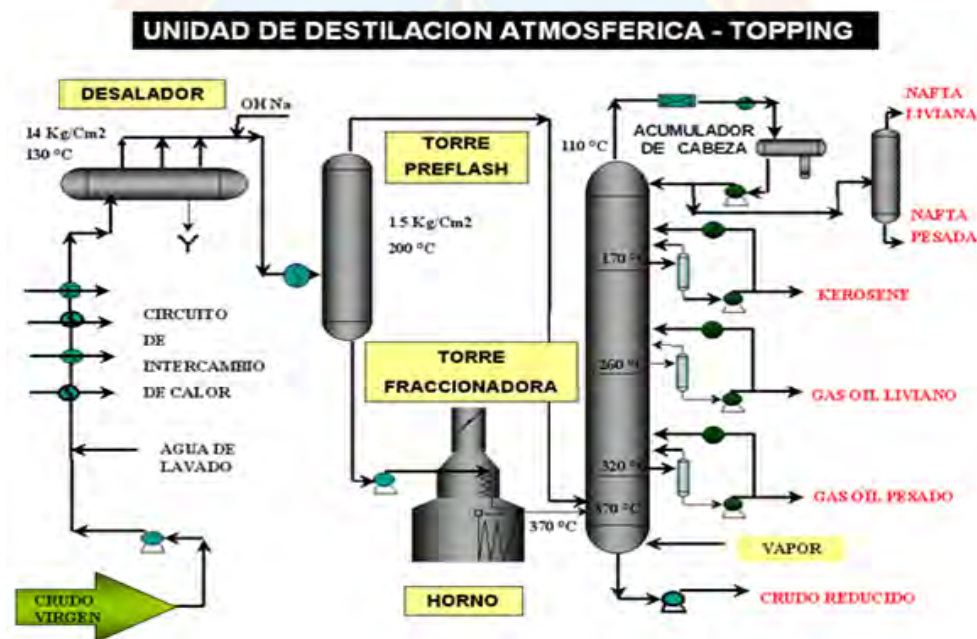 UNIDAD DE DESTILACION ATMOSFERICA - TOPPING
DESALADOR
14 Kg/Cm2
130 °C
OH Na
TORRE
PREFLASH
1.5 Kg/Cm2
200 °C
110 °C
ACUMULADOR
DE CABEZA
NAFTA
LIVIANA
NAFTA
PESADA
170 °C
KEROSENE
CIRCUITO
DE
INTERCAMBIO
DE CALOR
TORRE
FRACCIONADORA
260 °C
GAS OIL LIVIANO
AGUA DE
LAVADO
320 °C
370 °C
370 °C
GAS OIL PESADO
VAPOR
CRUDO
VIRGEN
HORNO
CRUDO REDUCIDO